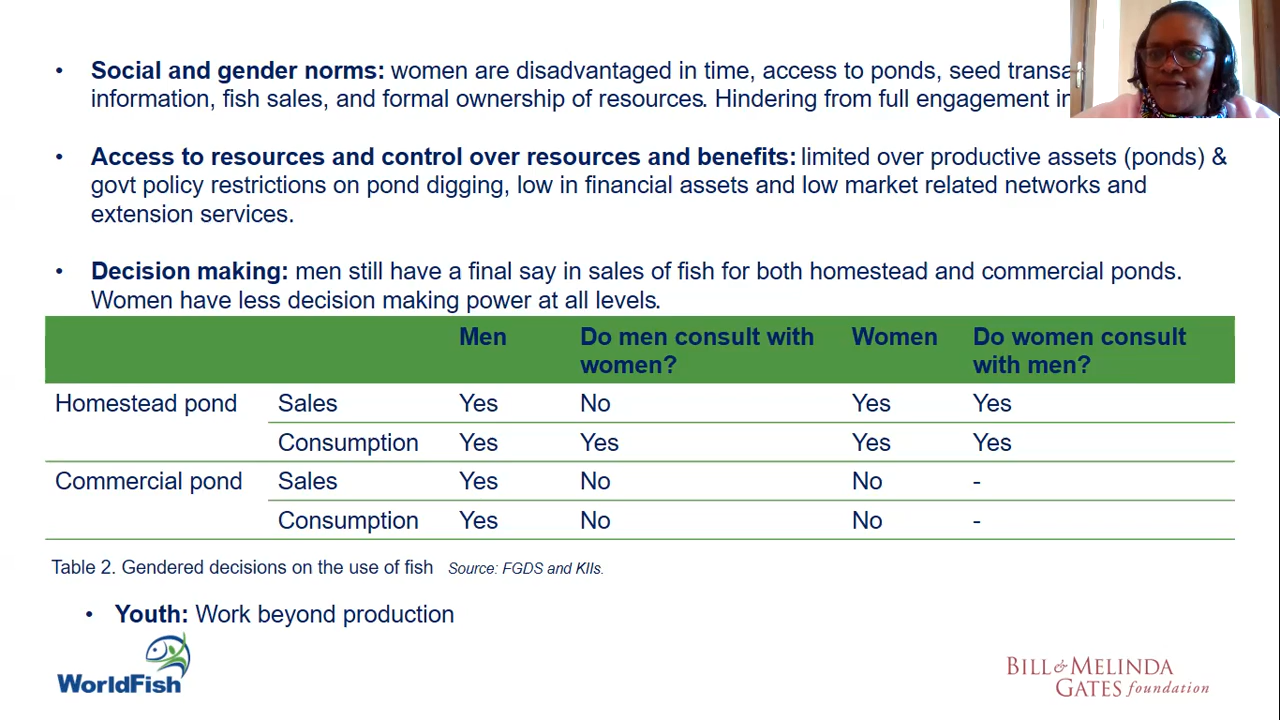 • Social and gender norms: women are disadvantaged in time, access to ponds, seed
information, fish sales, and formal ownership of resources. Hindering from full engagement
• Access to resources and control over resources and benefits: limited over productive assets (ponds) &
govt policy restrictions on pond digging, low in financial assets and low market related networks and
extension services.
• Decision making: men still have a final say in sales of fish for both homestead and commercial ponds.
Women have less decision making power at all levels.
Men Do men consult with women? Women Do women consult with men?
Homestead pond Sales Yes No Yes Yes
Consumption Yes Yes Yes Yes
Commercial pond Sales Yes No No -
Consumption Yes No No -
Table 2. Gendered decisions on the use of fish Source: FGDS and KIIs.
• Youth: Work beyond production
WorldFish
BILL & MELINDA
GATES foundation